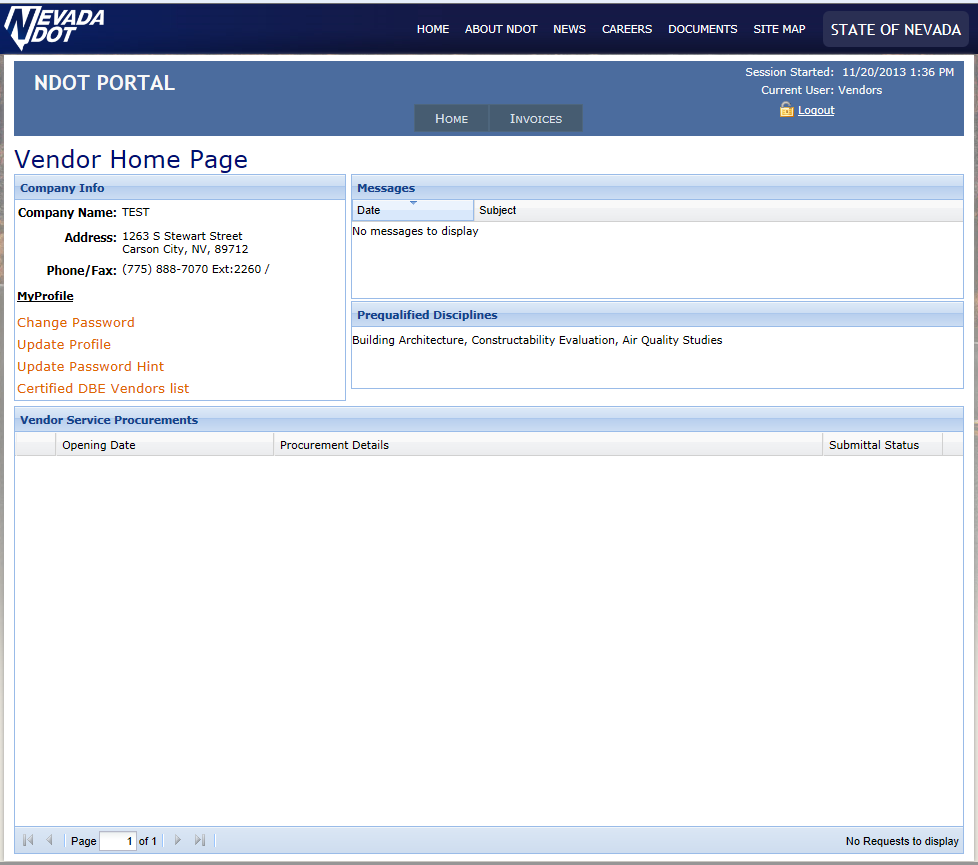 NEVADA
NDOT
HOME ABOUT NDOT NEWS CAREERS DOCUMENTS SITE MAP STATE OF NEVADA
NDOT PORTAL
Session Started: 11/20/2013 1:36 PM
Current User: Vendors
Logout
HOME INVOICES
Vendor Home Page
Company Info
Company Name: TEST
Address: 1263 S Stewart Street
Carson City, NV, 89712
Phone/Fax: (775) 888-7070 Ext:2260 /
MyProfile
Change Password
Update Profile
Update Password Hint
Certified DBE Vendors list
Messages
Date Subject
No messages to display
Prequalified Disciplines
Building Architecture, Constructability Evaluation, Air Quality Studies
Vendor Service Procurements
Opening Date Procurement Details Submittal Status
Page 1 of 1 No Requests to display